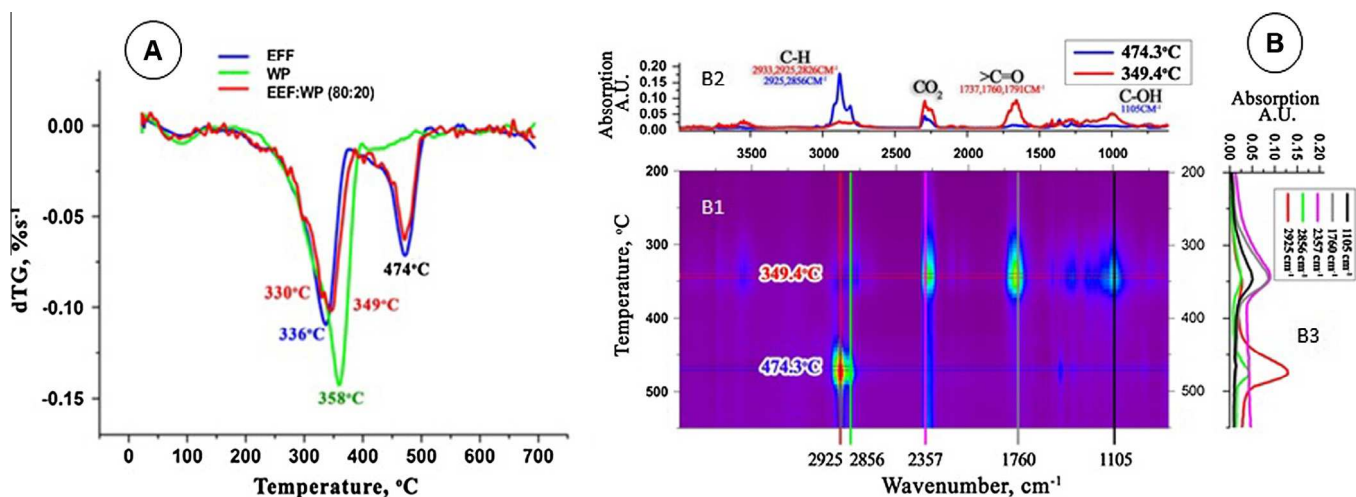 A
EFF
WP
EEF:WP (80:20)
0.00
-0.05
-0.10
-0.15
dTG, %s-1
330°C
349°C
336°C
474°C
358°C
0 100 200 300 400 500 600 700
Temperature, °C
B2
C-H
2933,2925,2826CM-1
2925,2856CM-1
CO2
>C=O
1737,1760,1791CM-1
C-OH
1105CM-1
474.3°C
349.4°C
Absorption
A.U.
0.20
0.15
0.10
0.05
0.00
3500 3000 2500 2000 1500 1000
B1
200
300
400
500
Temperature, °C
349.4°C
474.3°C
2925 2856 2357 1760 1105
Wavenumber, cm-1
B
Absorption
A.U.
0.00
0.05
0.10
0.15
0.20
2925 cm-1
2856 cm-1
2357 cm-1
1760 cm-1
1105 cm-1
200
300
400
500
B3